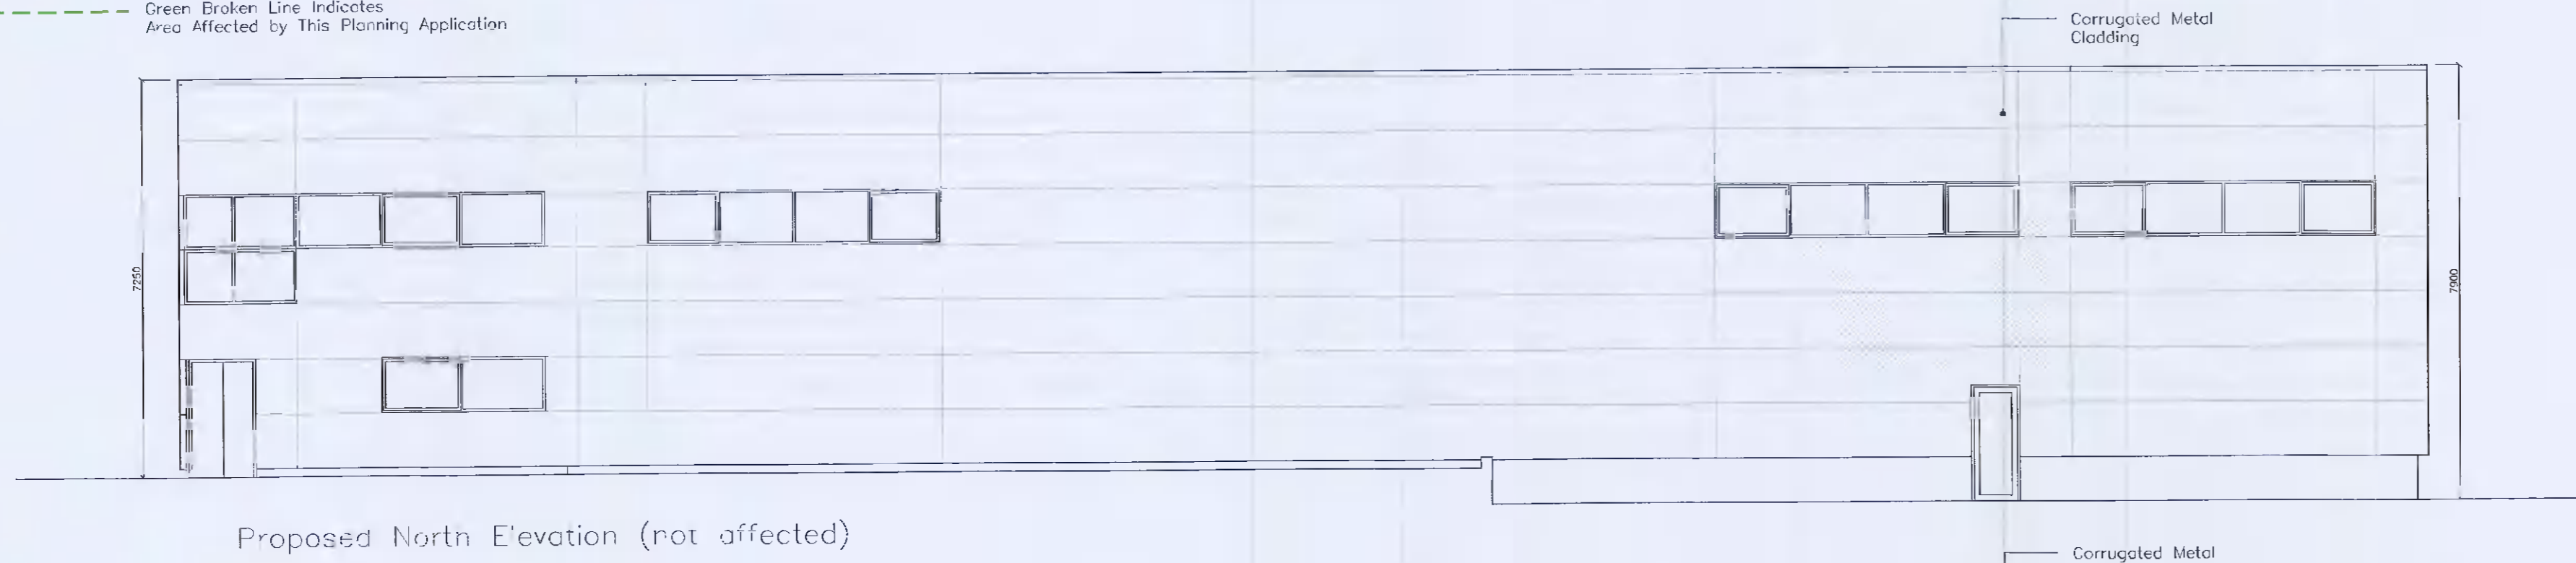 Green Broken Line Indicates
Area Affected by This Planning Application
Corrugated Metal
Cladding
7250
7900
Proposed North Elevation (not affected)
Corrugated Metal